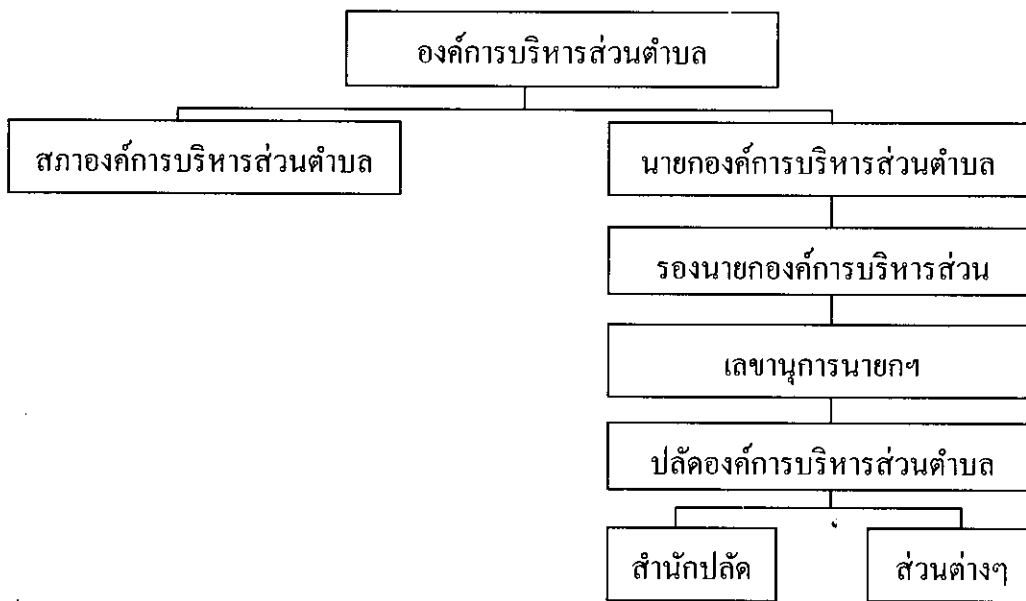 องค์การบริหารส่วนตำบล
สภาองค์การบริหารส่วนตำบล
นายกองค์การบริหารส่วนตำบล
รองนายกองค์การบริหารส่วน
เลขานุการนายกฯ
ปลัดองค์การบริหารส่วนตำบล
สำนักปลัด
ส่วนต่างๆ